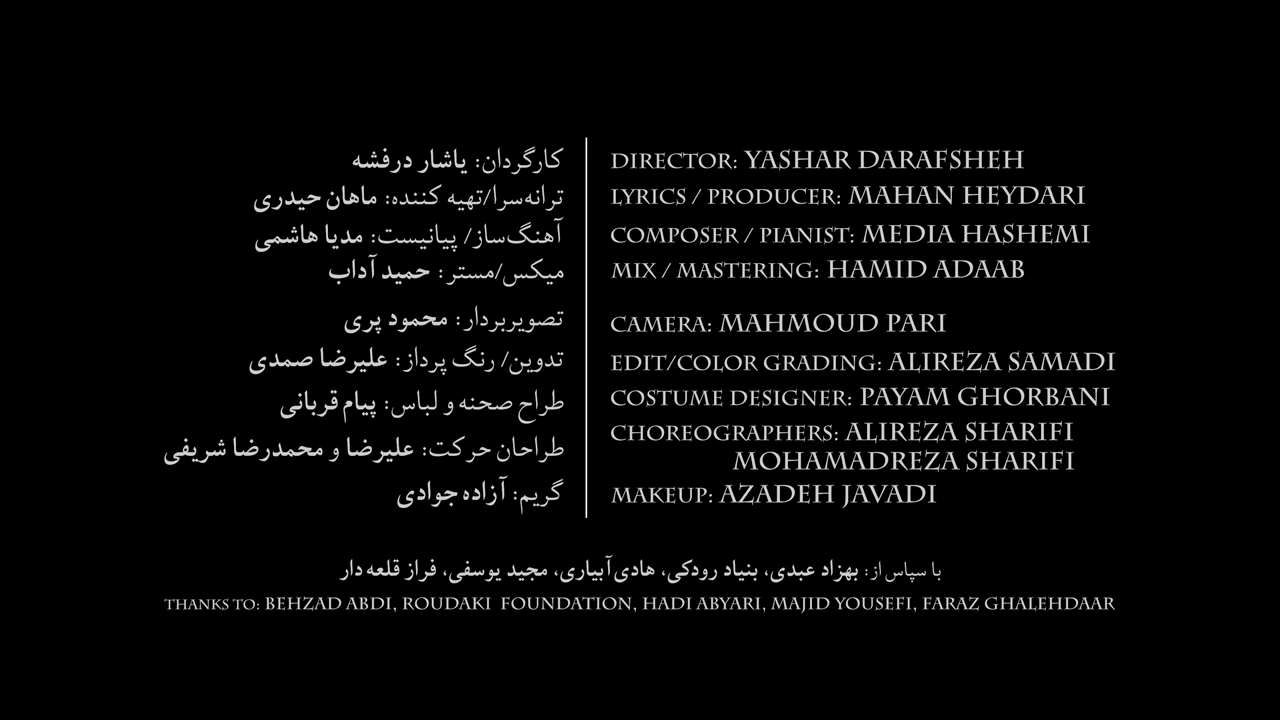 کارگردان: یاشار درفشه
ترانه‌سرا/تهیه کننده: ماهان حیدری
آهنگ‌ساز/ پیانیست: مدیا هاشمی
میکس/مستر: حمید آداب
تصویربردار: محمود پری
تدوین/ رنگ پرداز: علیرضا صمدی
طراح صحنه و لباس: پیام قربانی
طراحان حرکت: علیرضا و محمدرضا شریفی
گریم: آزاده جوادی
DIRECTOR: YASHAR DARAFSHEH
LYRICS / PRODUCER: MAHAN HEYDARI
COMPOSER / PIANIST: MEDIA HASHEMI
MIX / MASTERING: HAMID ADAAB
CAMERA: MAHMOUD PARI
EDIT/COLOR GRADING: ALIREZA SAMADI
COSTUME DESIGNER: PAYAM GHORBANI
CHOREOGRAPHERS: ALIREZA SHARIFI
MOHAMADREZA SHARIFI
MAKEUP: AZADEH JAVADI
با سپاس از: بهزاد عبدی، بنیاد رودکی، هادی آبیاری، مجید یوسفی، فراز قلعه دار
THANKS TO: BEHZAD ABDI, ROUDAKI FOUNDATION, HADI ABYARI, MAJID YOUSEFI, FARAZ GHALEHDAAR